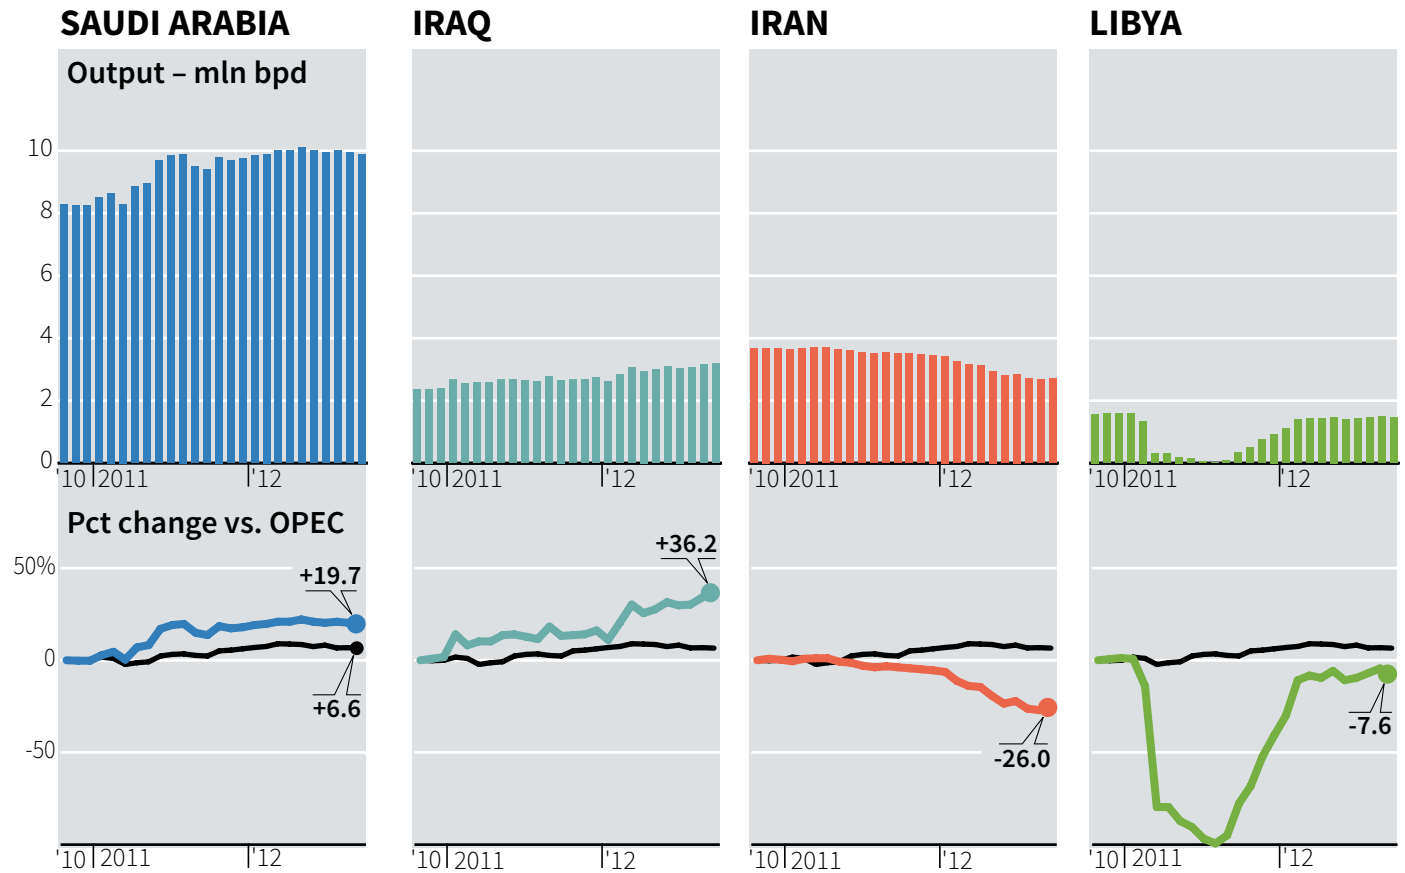 SAUDI ARABIA
IRAQ
IRAN
LIBYA
Output – mln bpd
10
8
6
4
2
0
'10 2011 '12
'10 2011 '12
'10 2011 '12
'10 2011 '12
Pct change vs. OPEC
50%
0
-50
+19.7
+6.6
+36.2
-26.0
-7.6
'10 2011 '12
'10 2011 '12
'10 2011 '12
'10 2011 '12